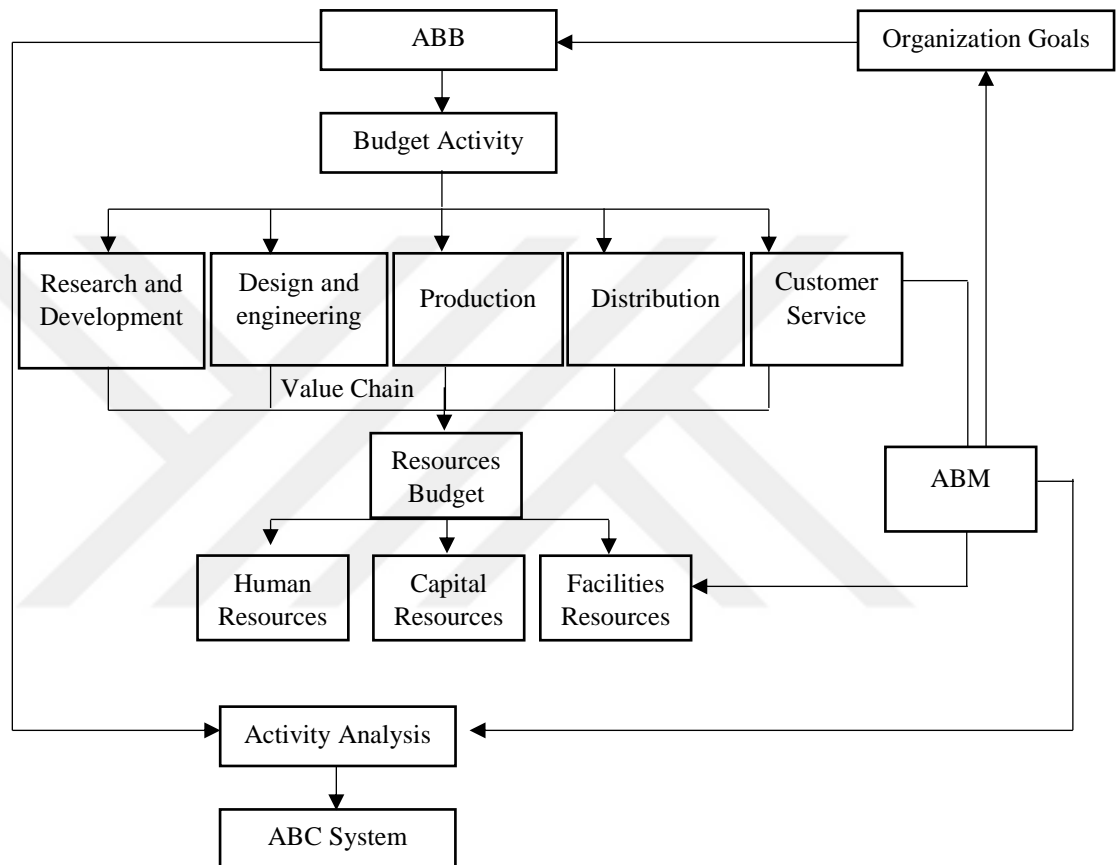 ABB
Organization Goals
Budget Activity
Research and
Development
Design and
engineering
Production
Distribution
Customer
Service
Value Chain
Resources
Budget
ABM
Human
Resources
Capital
Resources
Facilities
Resources
Activity Analysis
ABC System